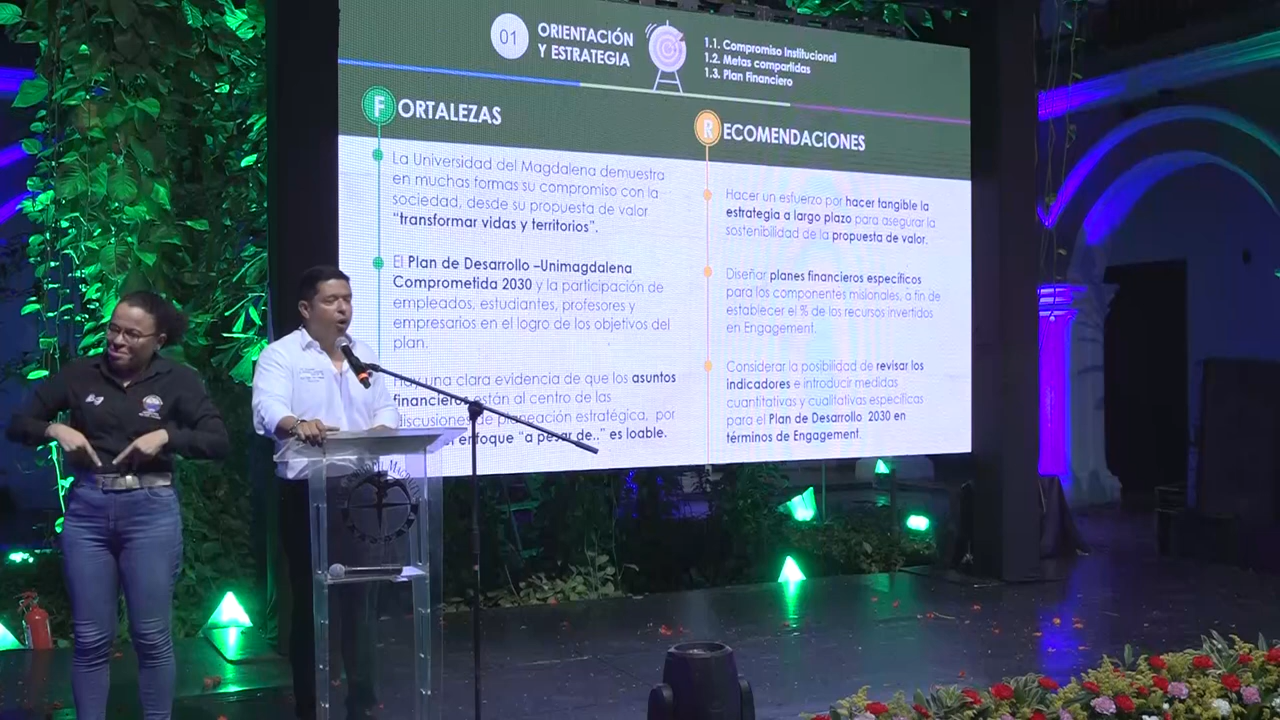 01
ORIENTACIÓN
Y ESTRATEGIA
1.1. Compromiso Institucional
1.2. Metas compartidas
1.3. Plan Financiero
FORTALEZAS
La Universidad del Magdalena demuestra
en muchas formas su compromiso con la
sociedad, desde su propuesta de valor
“transformar vidas y territorios”.
El Plan de Desarrollo –Unimagdalena
Comprometida 2030 y la participación de
empleados, estudiantes, profesores y
empresarios en el logro de los objetivos del
plan.
Hay una clara evidencia de que los asuntos
financieros están al centro de las
discusiones de planeación estratégica, por
enfoque “a pesar de..” es loable.
RECOMENDACIONES
Hacer un esfuerzo por hacer tangible la
estrategia a largo plazo para asegurar la
sostenibilidad de la propuesta de valor.
Diseñar planes financieros específicos
para los componentes misionales, a fin de
establecer el % de los recursos invertidos
en Engagement.
Considerar la posibilidad de revisar los
indicadores e introducir medidas
cuantitativas y cualitativas específicas
para el Plan de Desarrollo 2030 en
términos de Engagement.